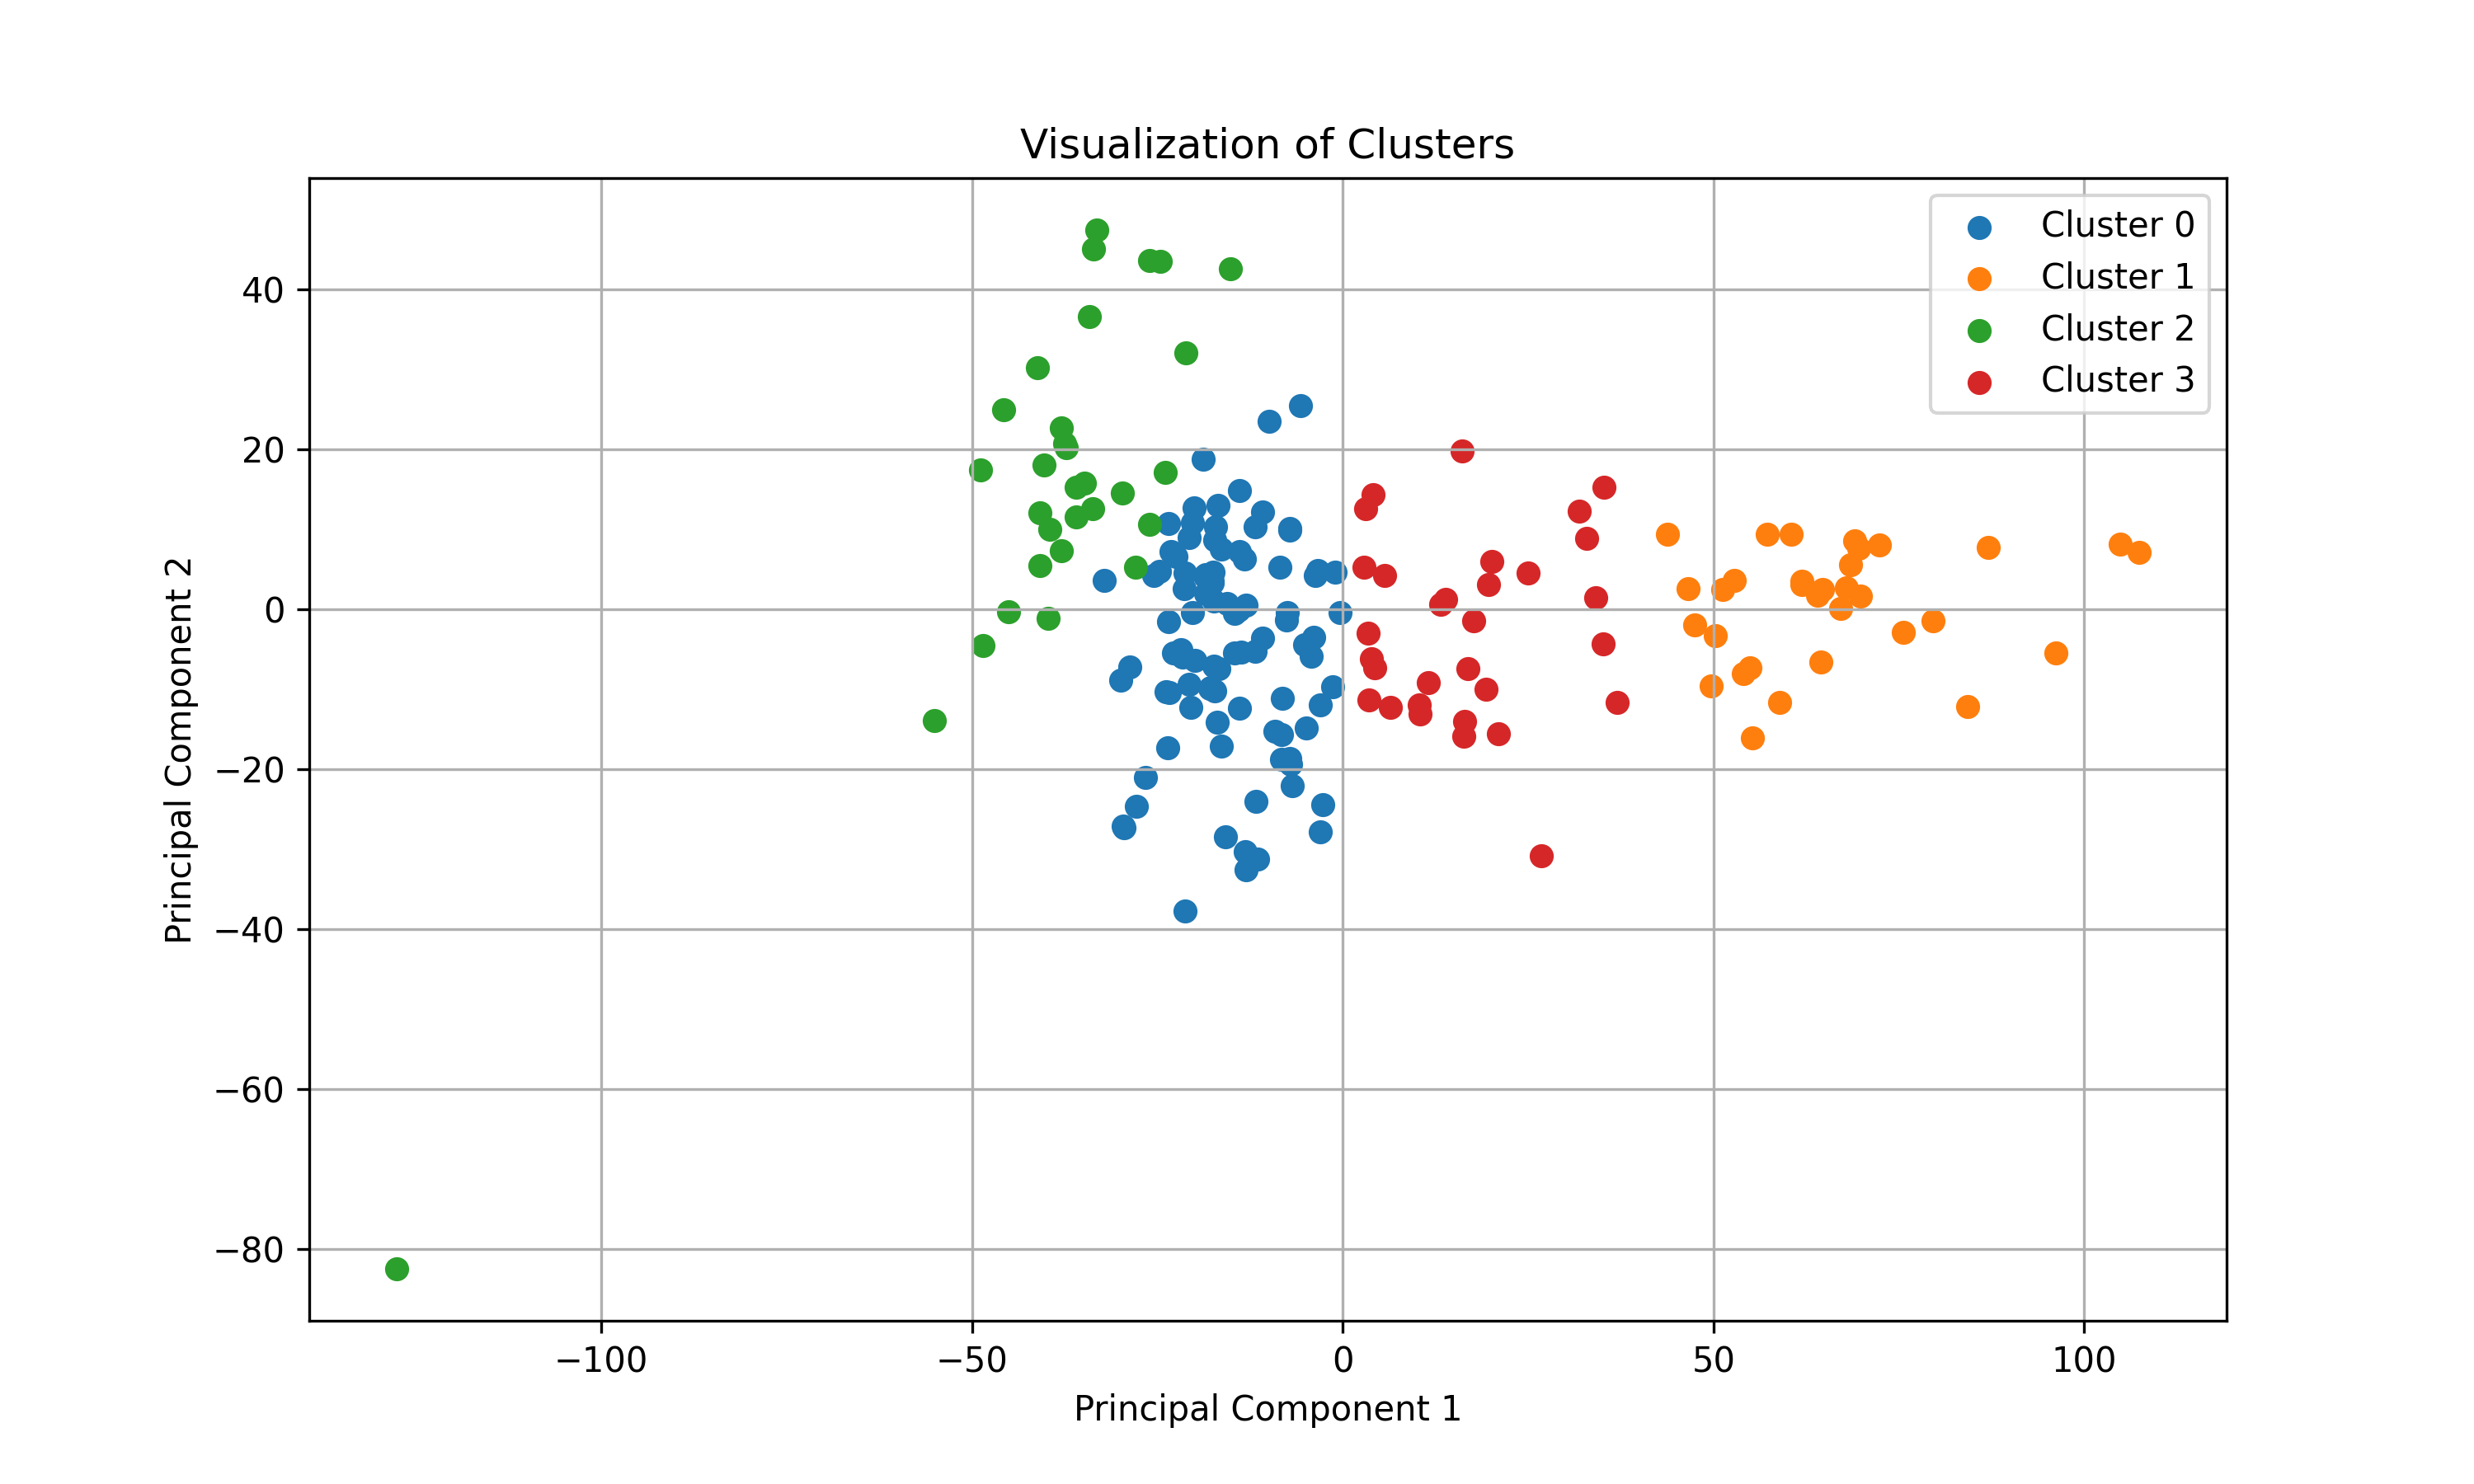 Visualization of Clusters
Cluster 0
Cluster 1
Cluster 2
Cluster 3
Principal Component 2
40
20
0
−20
−40
−60
−80
−100
−50
0
50
100
Principal Component 1